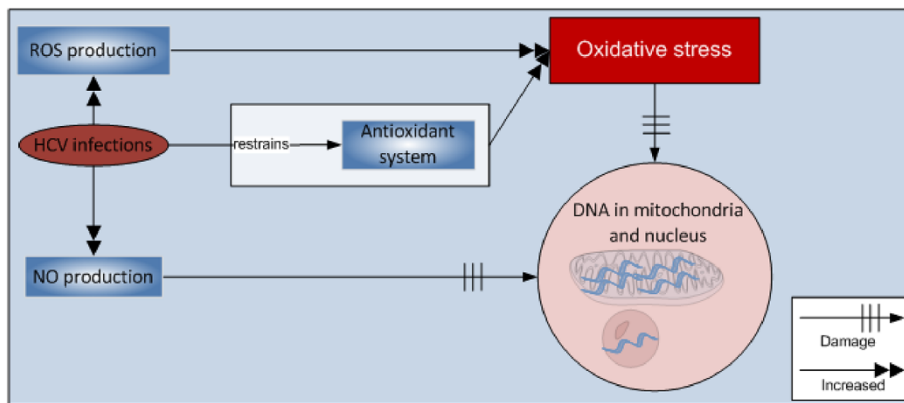 ROS production
Oxidative stress
HCV infections
restrains
Antioxidant
system
DNA in mitochondria
and nucleus
NO production
Damage
Increased